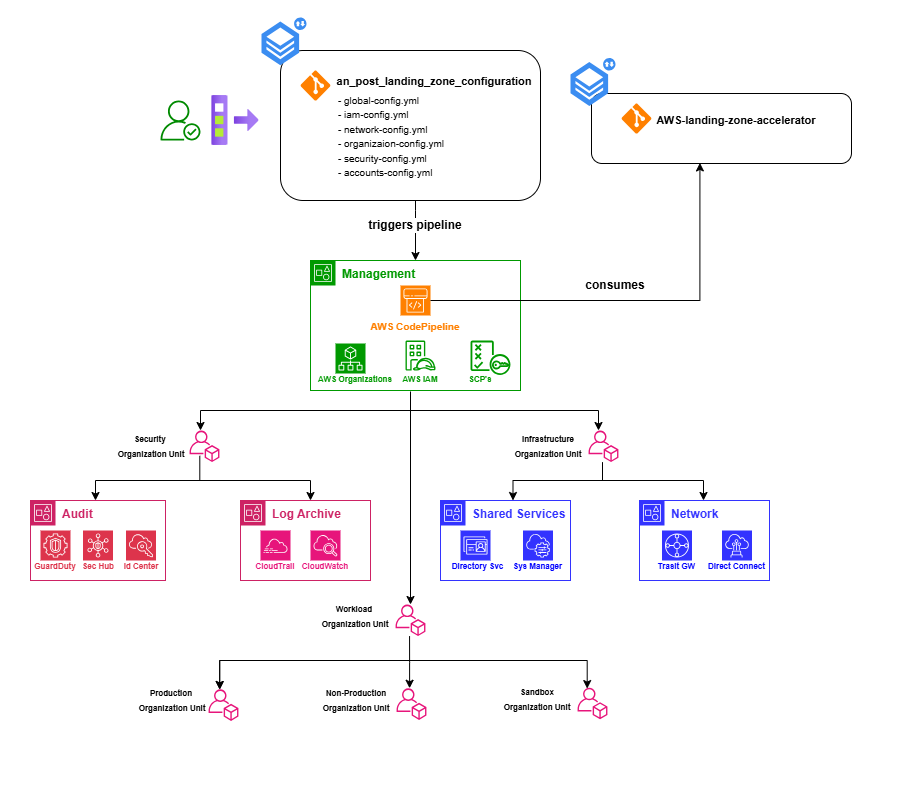 an_post_landing_zone_configuration
- global-config.yml
- iam-config.yml
- network-config.yml
- organizaion-config.yml
- security-config.yml
- accounts-config.yml
AWS-landing-zone-accelerator
triggers pipeline
Management
consumes
AWS CodePipeline
AWS Organizations
AWS IAM
SCP's
Security
Organization Unit
Infrastructure
Organization Unit
Audit
GuardDuty
Sec Hub
Id Center
Log Archive
CloudTrail
CloudWatch
Shared Services
Directory Svc
Sys Manager
Network
Trasit GW
Direct Connect
Workload
Organization Unit
Production
Organization Unit
Non-Production
Organization Unit
Sandbox
Organization Unit